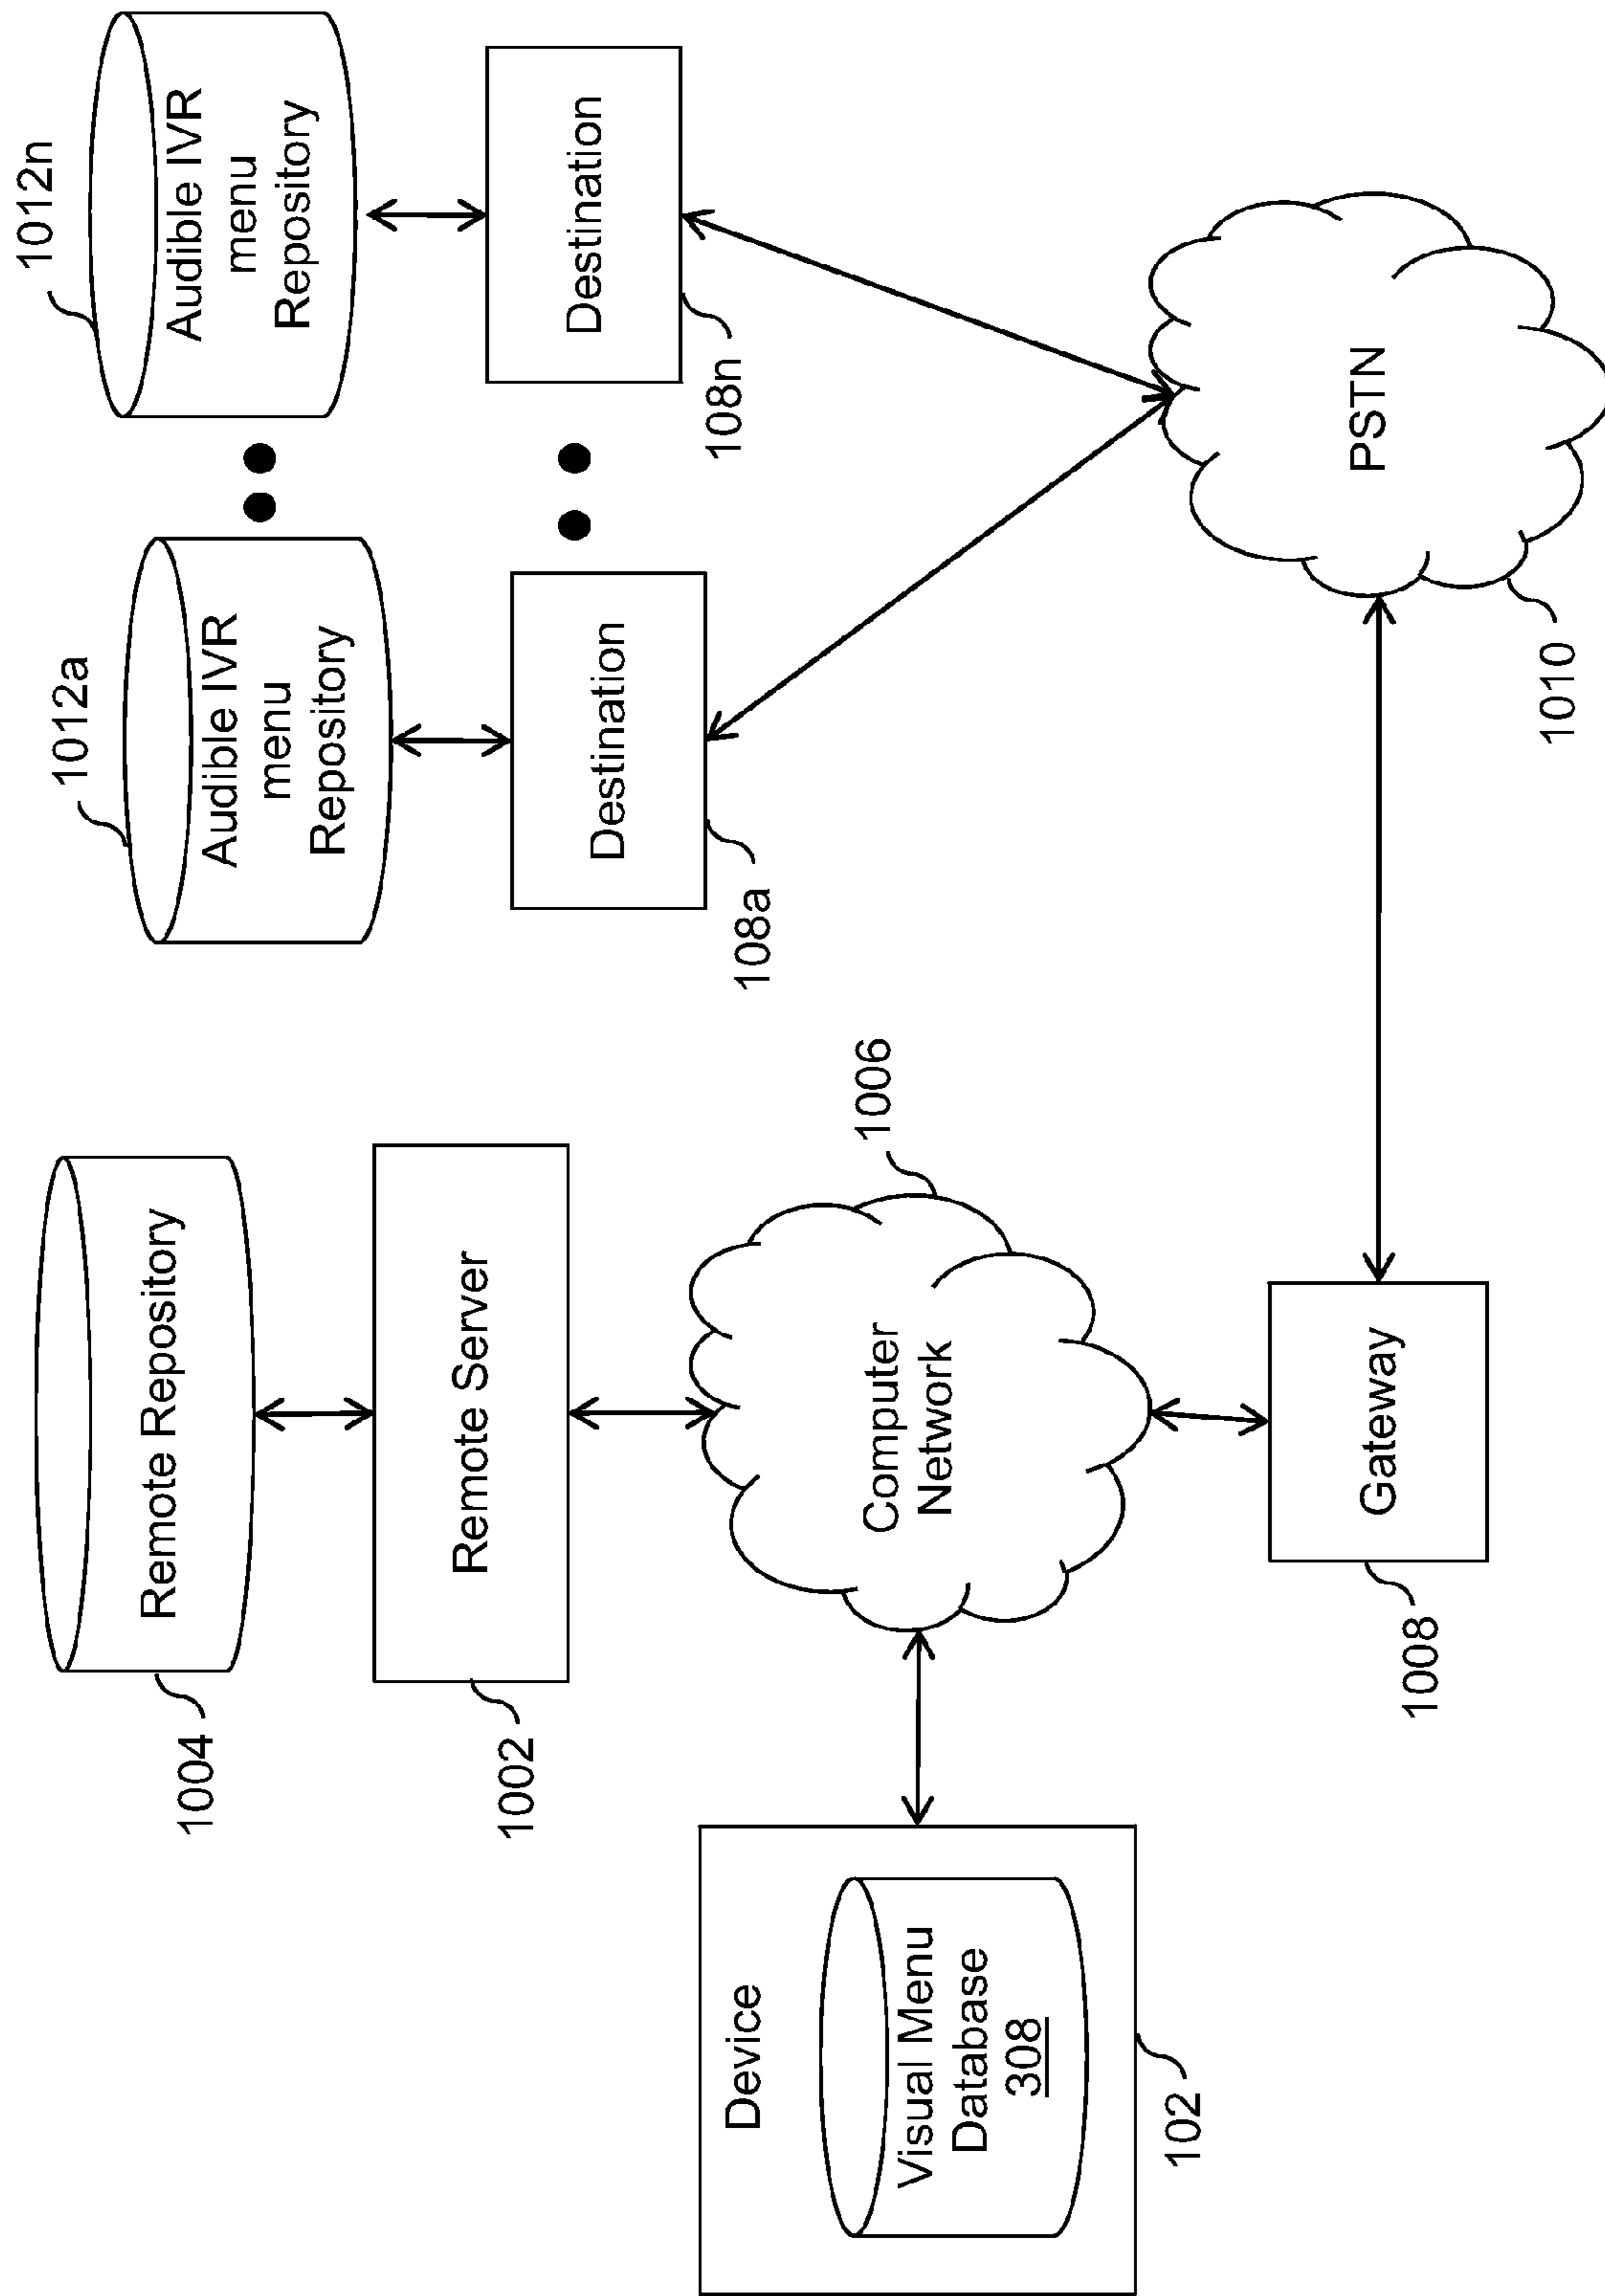 1004
Remote Repository
1002
Remote Server
Device
Visual Menu
Database
308
102
Computer
Network
1006
Gateway
1008
1012a
Audible IVR
menu
Repository
1012n
Audible IVR
menu
Repository
Destination
108a
Destination
108n
PSTN
1010